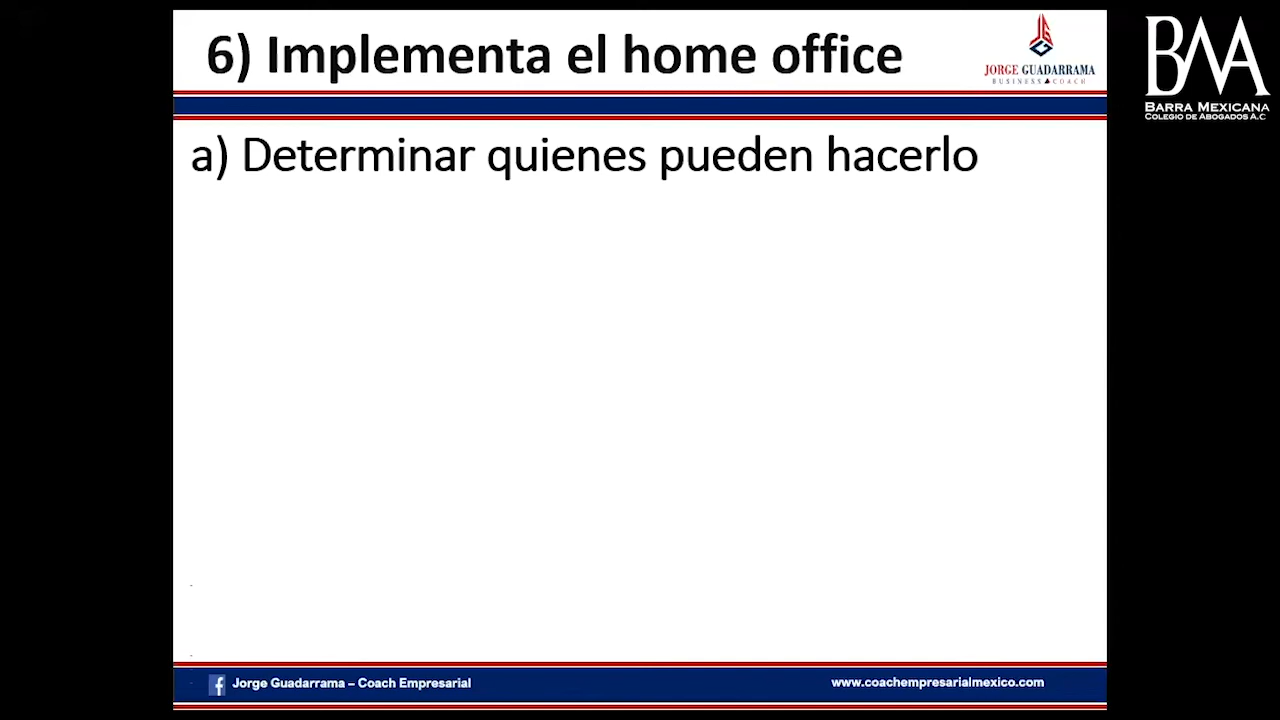 6) Implementa el home office
JORGE GUADARRAMA
BUSINESS COACH
BMA
BARRA MEXICANA
COLEGIO DE ABOGADOS A.C
a) Determinar quienes pueden hacerlo
Jorge Guadarrama – Coach Empresarial
www.coachempresarialmexico.com